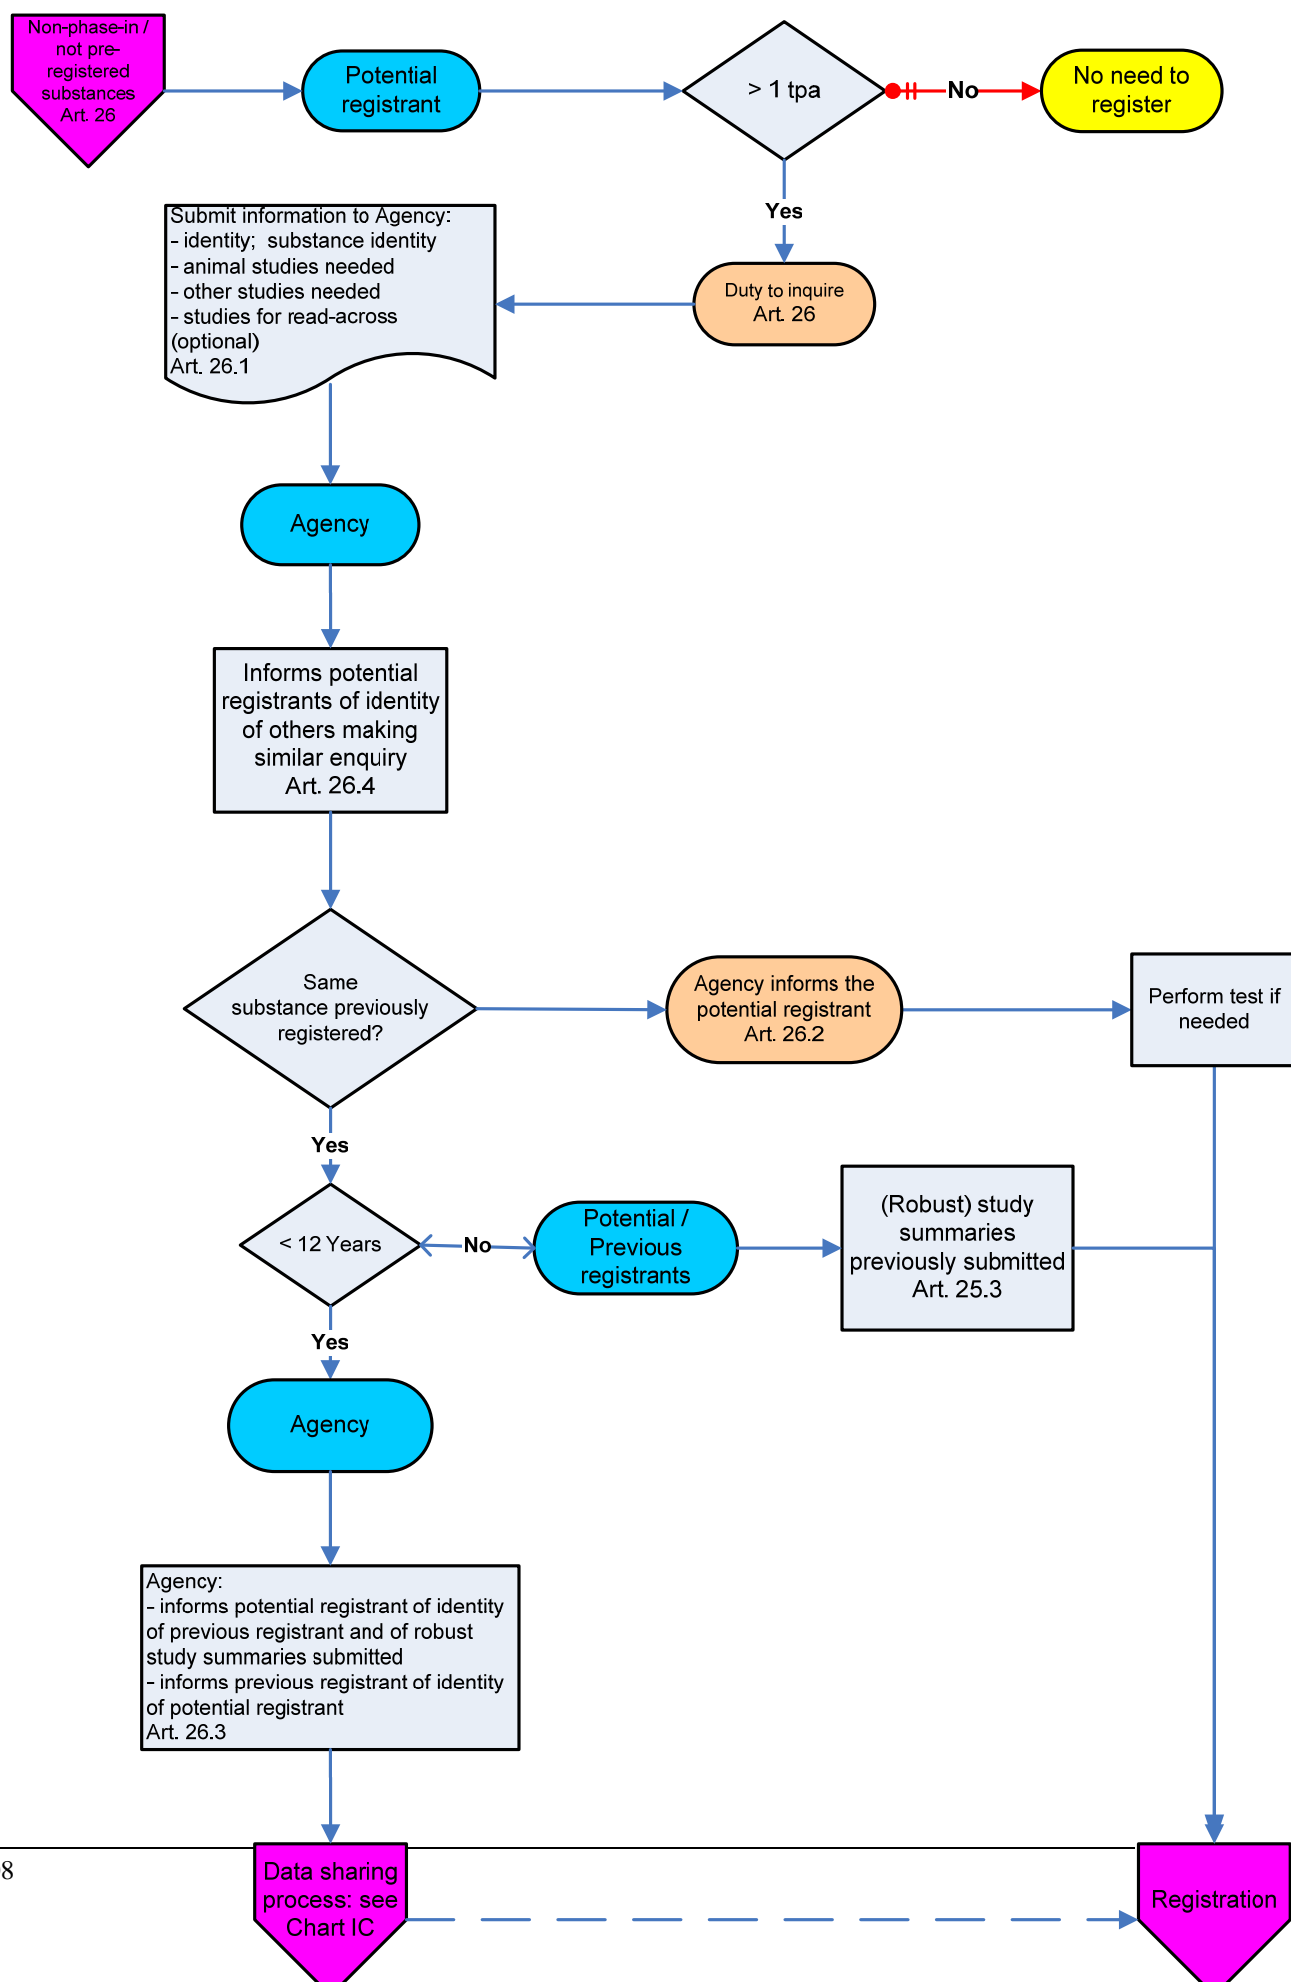 Non-phase-in /
not pre-
registered
substances
Art. 26
Potential
registrant
> 1 tpa
No
No need to
register
Yes
Submit information to Agency:
- identity;  substance identity
- animal studies needed
- other studies needed
- studies for read-across
(optional)
Art. 26.1
Duty to inquire
Art. 26
Agency
Informs potential
registrants of identity
of others making
similar enquiry
Art. 26.4
Same
substance previously
registered?
Agency informs the
potential registrant
Art. 26.2
Perform test if
needed
Yes
< 12 Years
No
Potential /
Previous
registrants
(Robust) study
summaries
previously submitted
Art. 25.3
Yes
Agency
Agency:
- informs potential registrant of identity
of previous registrant and of robust
study summaries submitted
- informs previous registrant of identity
of potential registrant
Art. 26.3
8
Data sharing
process: see
Chart IC
Registration